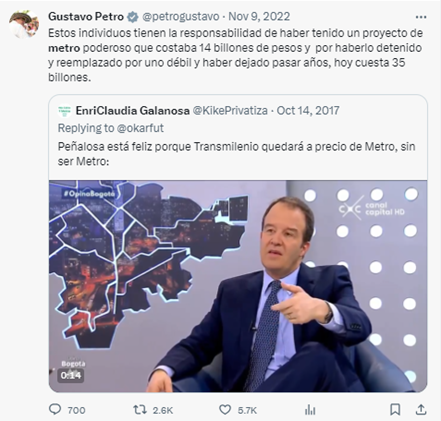 Gustavo Petro @petrogustavo · Nov 9, 2022
Estos individuos tienen la responsabilidad de haber tenido un proyecto de
metro poderoso que costaba 14 billones de pesos y por haberlo detenido
y reemplazado por uno débil y haber dejado pasar años, hoy cuesta 35
billones.
EnriClaudia Galanosa @KikePrivatiza · Oct 14, 2017
Replying to @okarfut
Peñalosa está feliz porque Transmilenio quedará a precio de Metro, sin
ser Metro:
#OpinaBogotá
canal
capital HD
Bogotá
0:14
700 2.6K 5.7K